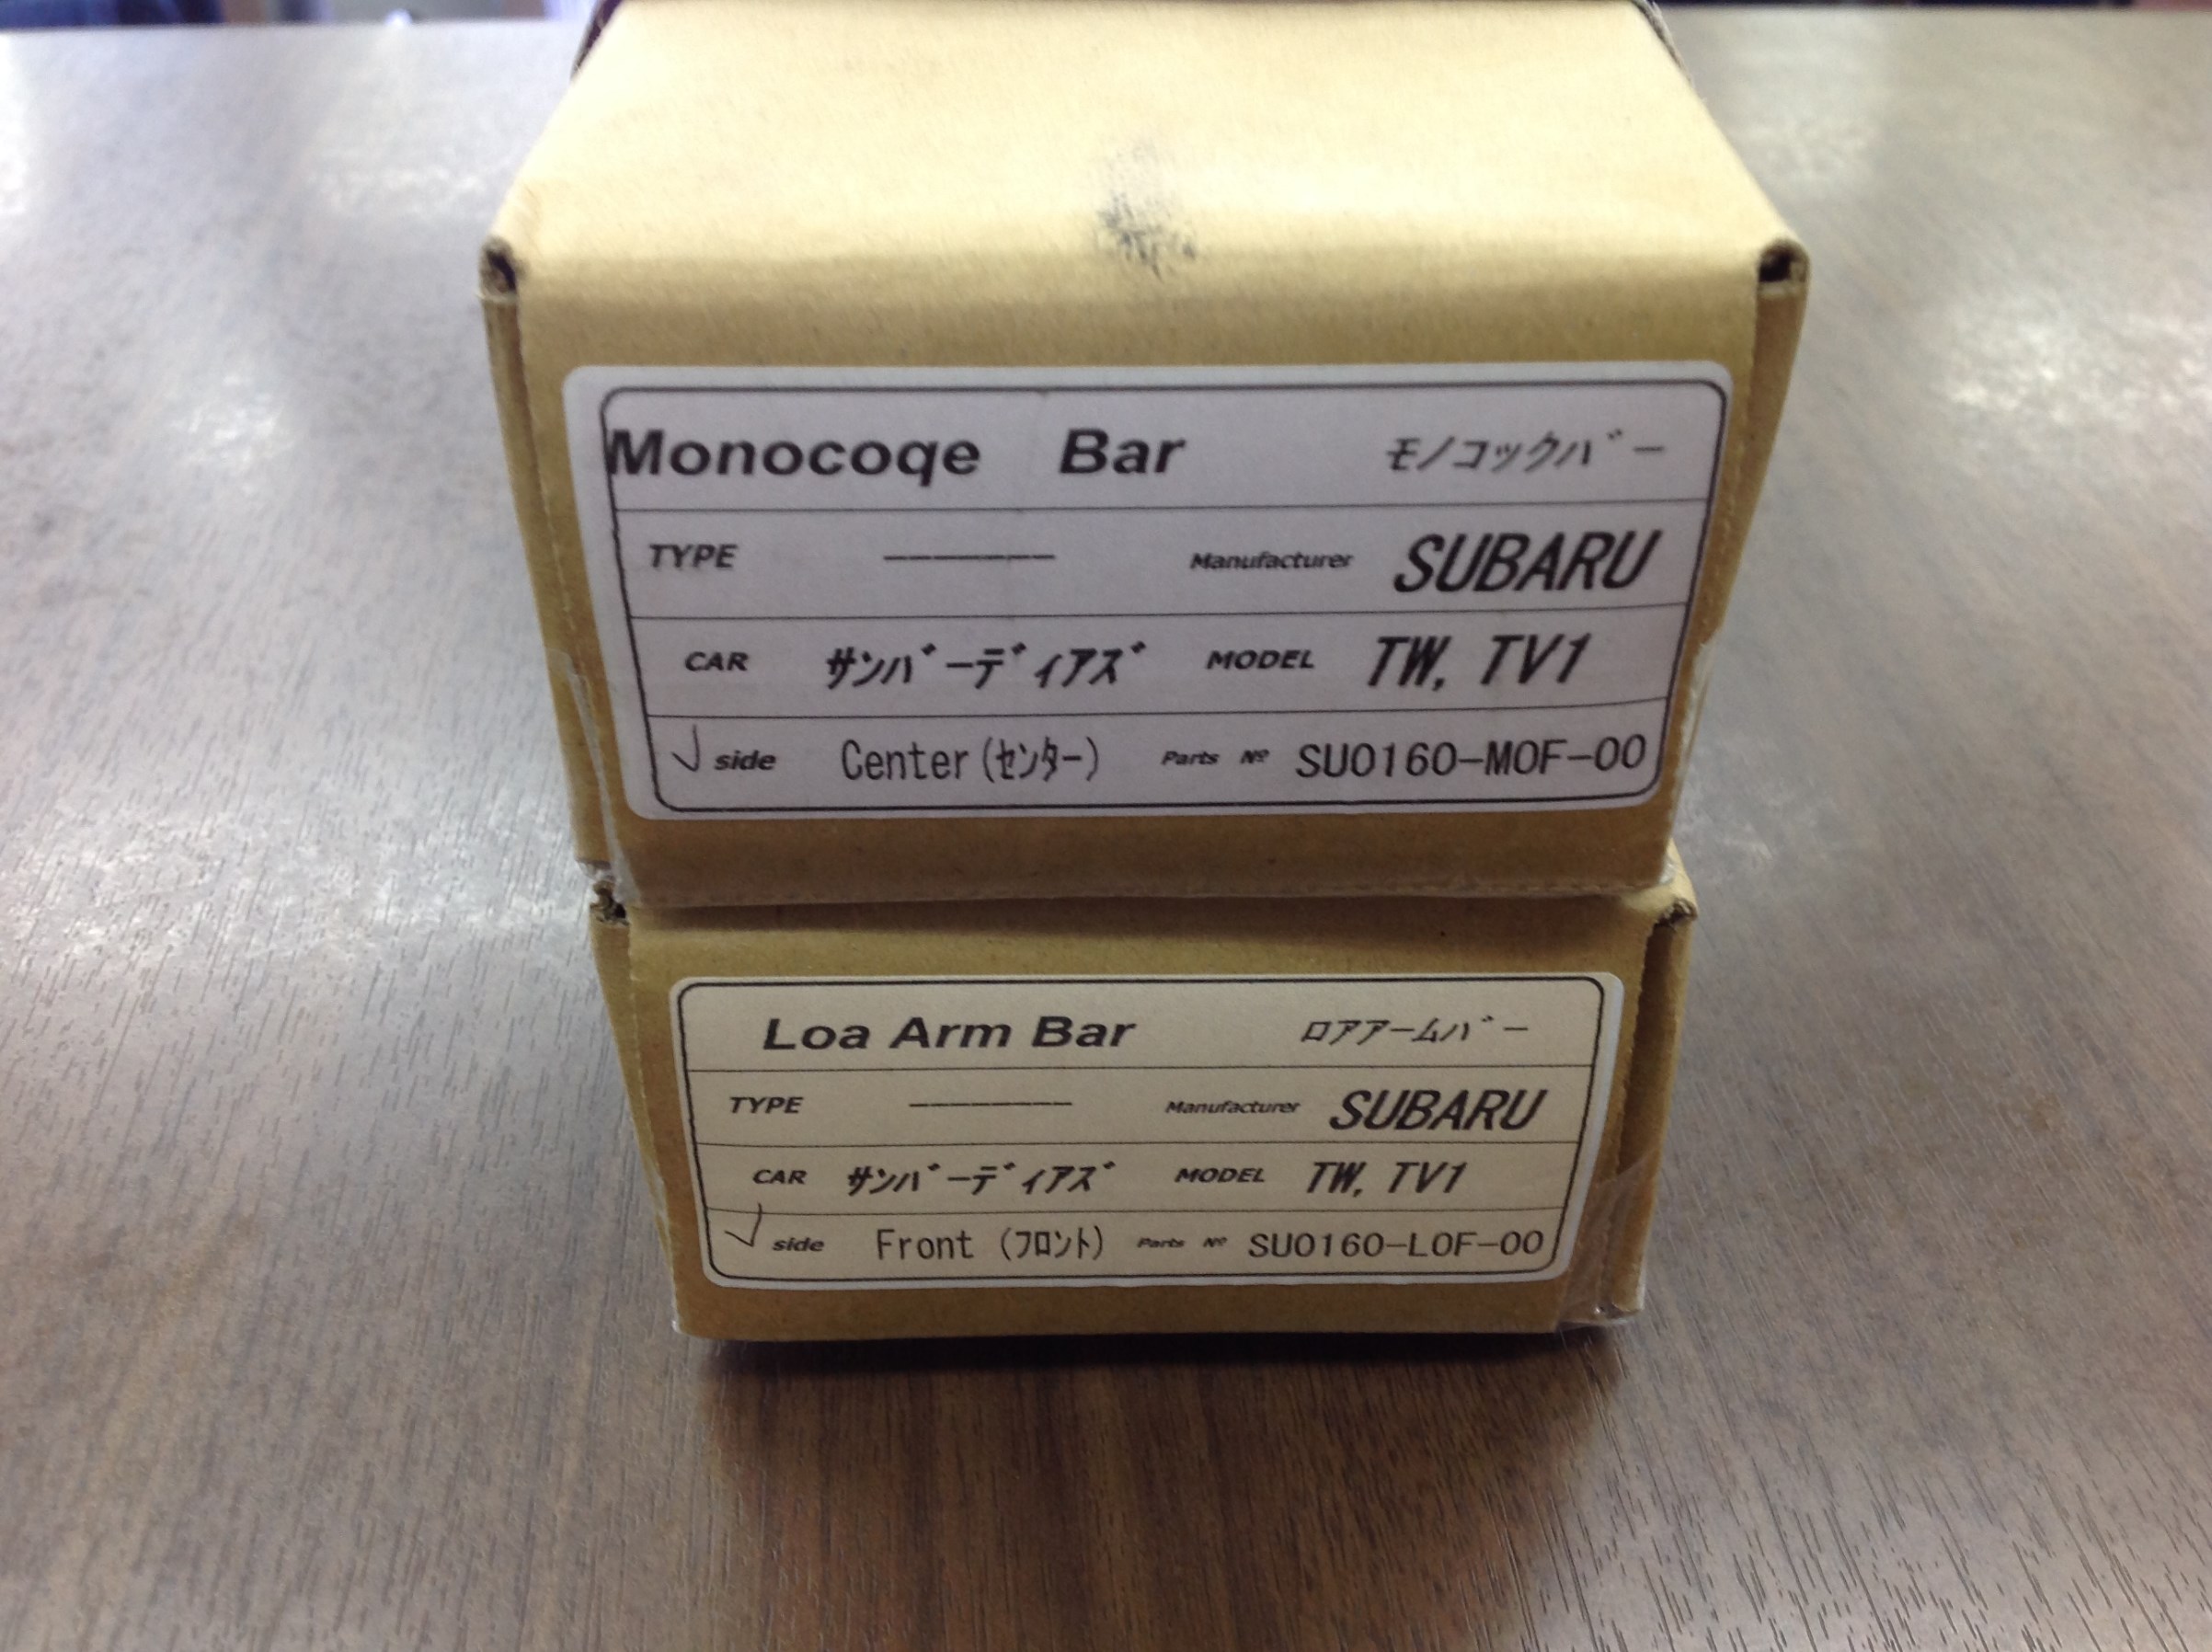 Monocoqe Bar ﾓﾉｺｯｸﾊﾞｰ
TYPE ――――― Manufacturer SUBARU
CAR ｻﾝﾊﾞｰﾃﾞｨｱｽﾞ MODEL TW, TV1
side Center(ｾﾝﾀｰ) Parts № SU0160-MOF-00
Loa Arm Bar ﾛｱｱｰﾑﾊﾞｰ
TYPE ――――― Manufacturer SUBARU
CAR ｻﾝﾊﾞｰﾃﾞｨｱｽﾞ MODEL TW, TV1
side Front (ﾌﾛﾝﾄ) Parts № SU0160-LOF-00